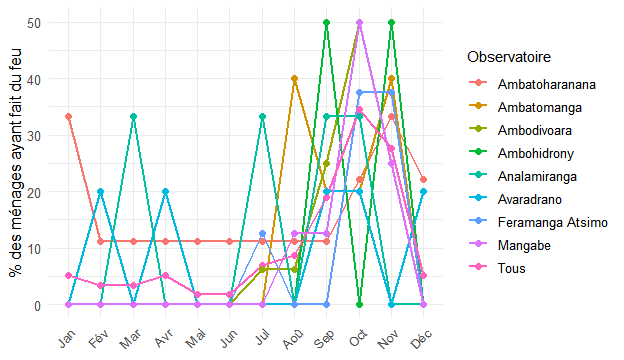 % des ménages ayant fait du feu
50
40
30
20
10
0
Jan
Fév
Mar
Avr
Mai
Jun
Jul
Aoû
Sep
Oct
Nov
Déc
Observatoire
Ambatoharanana
Ambatomanga
Ambodivoara
Ambohidrony
Analamiranga
Avaradrano
Feramanga Atsimo
Mangabe
Tous